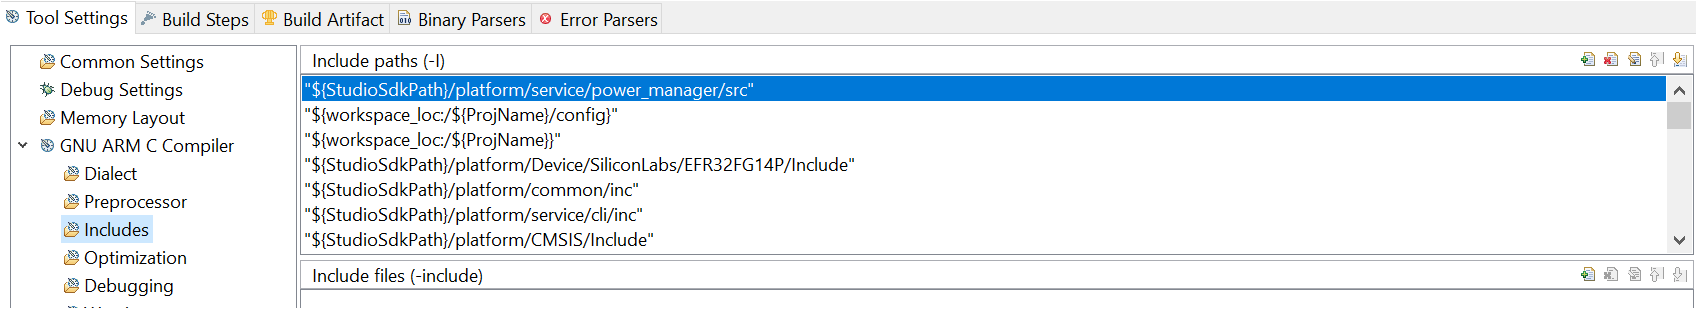 Tool Settings Build Steps Build Artifact Binary Parsers Error Parsers
Common Settings
Debug Settings
Memory Layout
GNU ARM C Compiler
Dialect
Preprocessor
Includes
Optimization
Debugging
Include paths (-I)
"${StudioSdkPath}/platform/service/power_manager/src"
"${workspace_loc:/${ProjName}/config}"
"${workspace_loc:/${ProjName}}"
"${StudioSdkPath}/platform/Device/SiliconLabs/EFR32FG14P/Include"
"${StudioSdkPath}/platform/common/inc"
"${StudioSdkPath}/platform/service/cli/inc"
"${StudioSdkPath}/platform/CMSIS/Include"
Include files (-include)